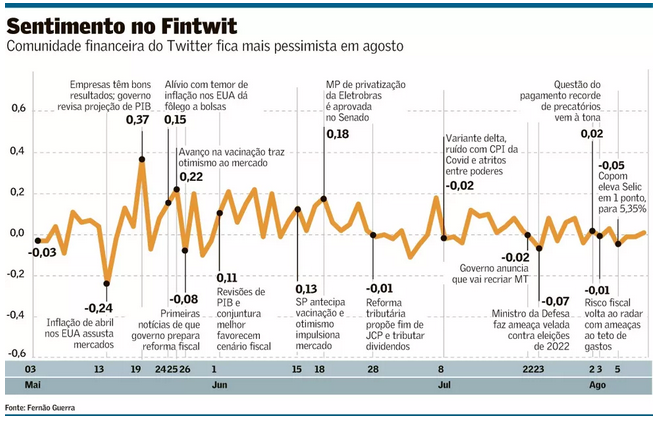 Sentimento no Fintwit
Comunidade financeira do Twitter fica mais pessimista em agosto
Empresas têm bons
resultados; governo
revisa projeção de PIB
0,37
Alívio com temor de
inflação nos EUA dá
fôlego a bolsas
0,15
Avanço na vacinação traz
otimismo ao mercado
0,22
MP de privatização
da Eletrobras
é aprovada
no Senado
0,18
Variante delta,
ruído com CPI da
Covid e atritos
entre poderes
-0,02
Questão do
pagamento recorde
de precatórios
vem à tona
0,02
-0,05
Copom
eleva Selic
em 1 ponto,
para 5,35%
0,6
0,4
0,2
0,0
-0,2
-0,4
-0,6
-0,03
-0,24
Inflação de abril
nos EUA assusta
mercados
-0,08
Primeiras
notícias de que
governo prepara
reforma fiscal
0,11
Revisões de
PIB e
conjuntura
melhor
favorecem
cenário fiscal
0,13
SP antecipa
vacinação e
otimismo
impulsiona
mercado
-0,01
Reforma
tributária
propõe fim de
JCP e tributar
dividendos
-0.02
Governo anuncia
que vai recriar MT
-0,07
Ministro da Defesa
faz ameaça velada
contra eleições
de 2022
-0,01
Risco fiscal
volta ao radar
com ameaças
ao teto de
gastos
03 13 19 24 25 26 1 15 18 28 8 22 23 2 3 5
Mai Jun Jul Ago
Fonte: Fernão Guerra